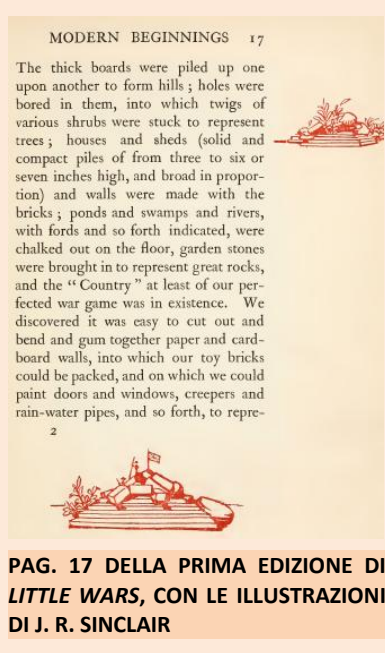 MODERN BEGINNINGS 17
The thick boards were piled up one
upon another to form hills ; holes were
bored in them, into which twigs of
various shrubs were stuck to represent
trees ; houses and sheds (solid and
compact piles of from three to six or
seven inches high, and broad in propor-
tion) and walls were made with the
bricks ; ponds and swamps and rivers,
with fords and so forth indicated, were
chalked out on the floor, garden stones
were brought in to represent great rocks,
and the “ Country ” at least of our per-
fected war game was in existence. We
discovered it was easy to cut out and
bend and gum together paper and card-
board walls, into which our toy bricks
could be packed, and on which we could
paint doors and windows, creepers and
rain-water pipes, and so forth, to repre-
2
PAG. 17 DELLA PRIMA EDIZIONE DI
LITTLE WARS, CON LE ILLUSTRAZIONI
DI J. R. SINCLAIR